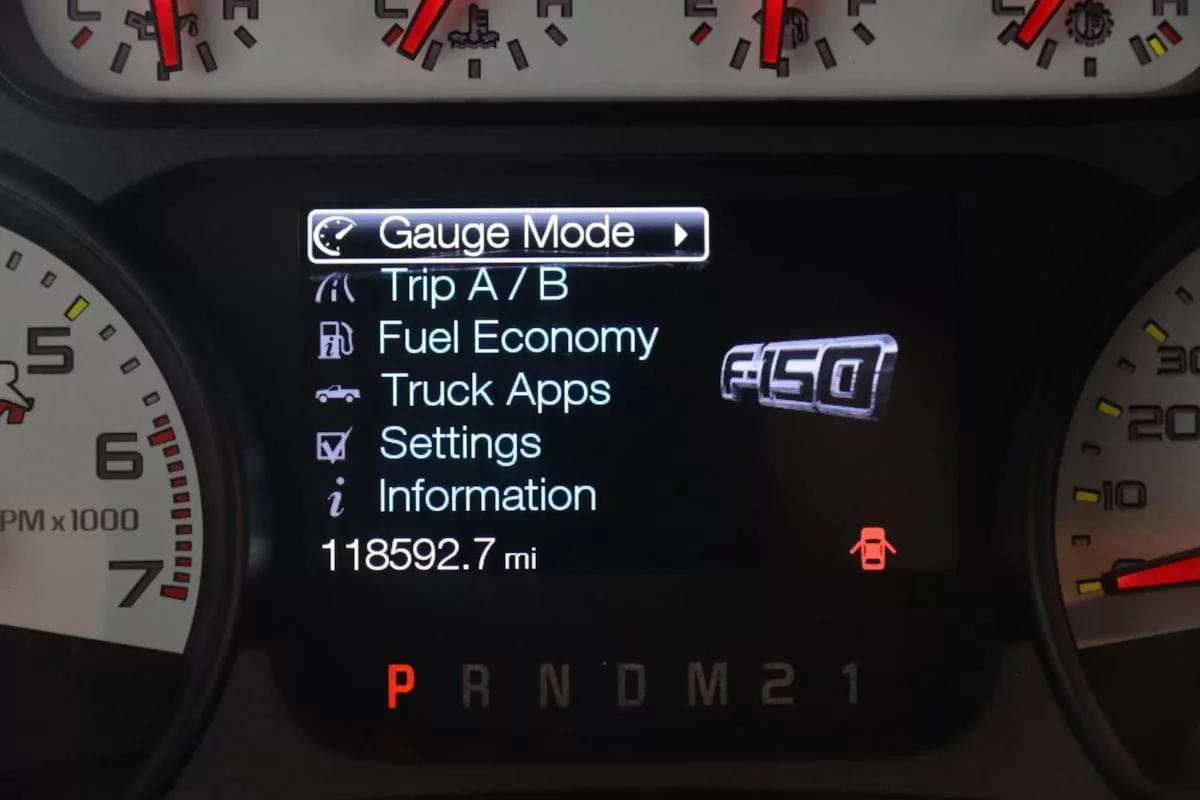 E F
Gauge Mode
Trip A / B
Fuel Economy
Truck Apps
Settings
Information
F-150
118592.7 mi
5
6
PM x1000
7
30
20
10
P R N D M 2 1